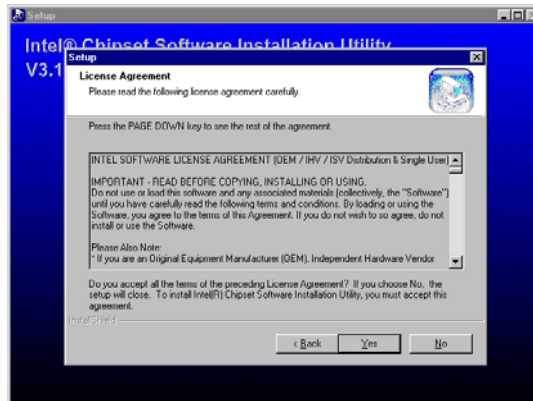 Setup
Intel® Chipset Software Installation Utility
V3.1
Setup
License Agreement
Please read the following license agreement carefully.
Press the PAGE DOWN key to see the rest of the agreement.
INTEL SOFTWARE LICENSE AGREEMENT (OEM / IHV / ISV Distribution & Single User)
IMPORTANT - READ BEFORE COPYING, INSTALLING OR USING.
Do not use or load this software and any associated materials (collectively, the "Software")
until you have carefully read the following terms and conditions. By loading or using the
Software, you agree to the terms of this Agreement. If you do not wish to so agree, do not
install or use the Software.
Please Also Note:
* If you are an Original Equipment Manufacturer (OEM), Independent Hardware Vendor
Do you accept all the terms of the preceding License Agreement? If you choose No, the
setup will close. To install Intel(R) Chipset Software Installation Utility, you must accept this
agreement.
InstallShield
< Back Yes No